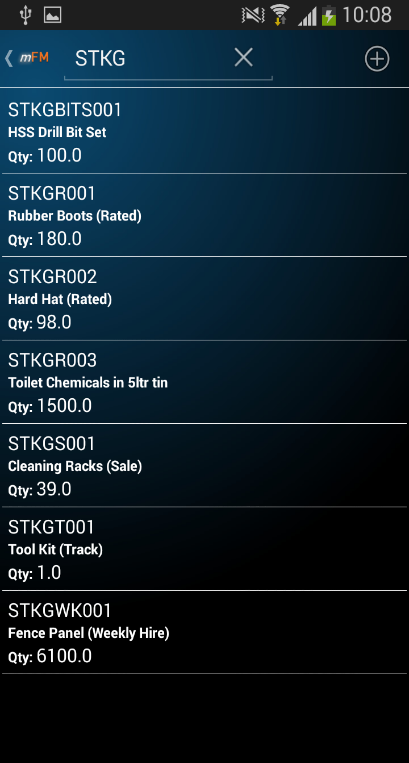 10:08
mFM STKG
STKGBITS001
HSS Drill Bit Set
Qty: 100.0
STKGR001
Rubber Boots (Rated)
Qty: 180.0
STKGR002
Hard Hat (Rated)
Qty: 98.0
STKGR003
Toilet Chemicals in 5ltr tin
Qty: 1500.0
STKGS001
Cleaning Racks (Sale)
Qty: 39.0
STKGT001
Tool Kit (Track)
Qty: 1.0
STKGWK001
Fence Panel (Weekly Hire)
Qty: 6100.0